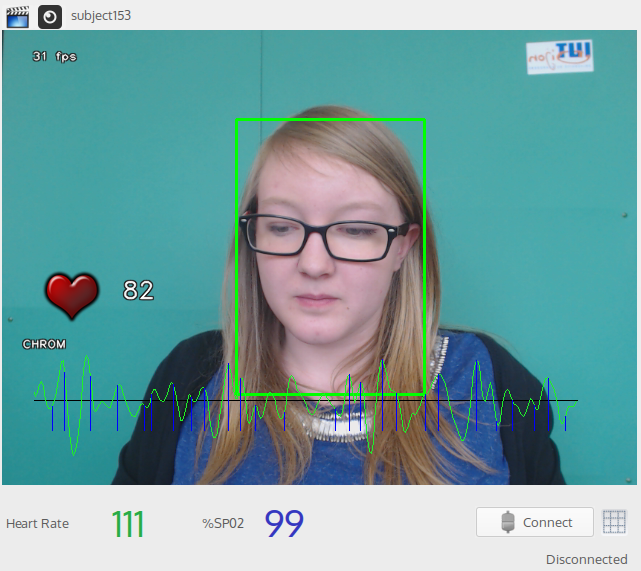 subject153
31 fps
82
CHROM
Heart Rate
111
%SP02
99
Connect
Disconnected